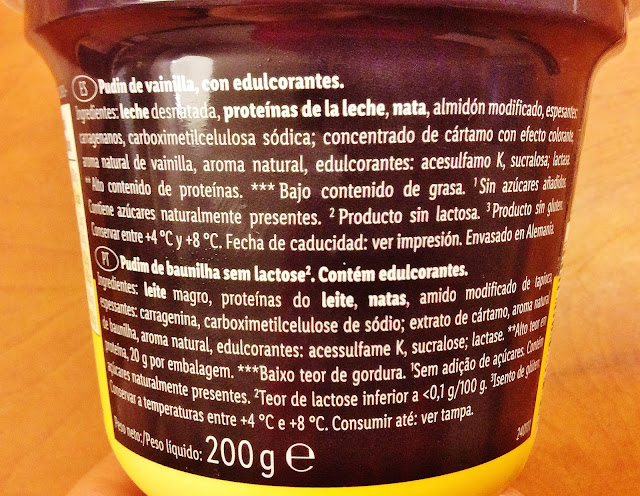 ES Pudin de vainilla, con edulcorantes.
Ingredientes: leche desnatada, proteínas de la leche, nata, almidón modificado, espesantes:
carragenanos, carboximetilcelulosa sódica; concentrado de cártamo con efecto colorante,
aroma natural de vainilla, aroma natural, edulcorantes: acesulfamo K, sucralosa; lactasa.
**Alto contenido de proteínas. ***Bajo contenido de grasa. ¹Sin azúcares añadidos.
Contiene azúcares naturalmente presentes. ²Producto sin lactosa. ³Producto sin gluten.
Conservar entre +4 °C y +8 °C. Fecha de caducidad: ver impresión. Envasado en Alemania.
PT Pudim de baunilha sem lactose². Contém edulcorantes.
Ingredientes: leite magro, proteínas do leite, natas, amido modificado de tapioca,
espessantes: carragenina, carboximetilcelulose de sódio; extrato de cártamo, aroma natural
de baunilha, aroma natural, edulcorantes: acessulfame K, sucralose; lactase. **Alto teor em
proteína, 20 g por embalagem. ***Baixo teor de gordura. ¹Sem adição de açúcares. Contém
açúcares naturalmente presentes. ²Teor de lactose inferior a <0,1 g/100 g. ³Isento de glúten.
Conservar a temperaturas entre +4 °C e +8 °C. Consumir até: ver tampa.
Peso neto:/Peso líquido: 200 g e